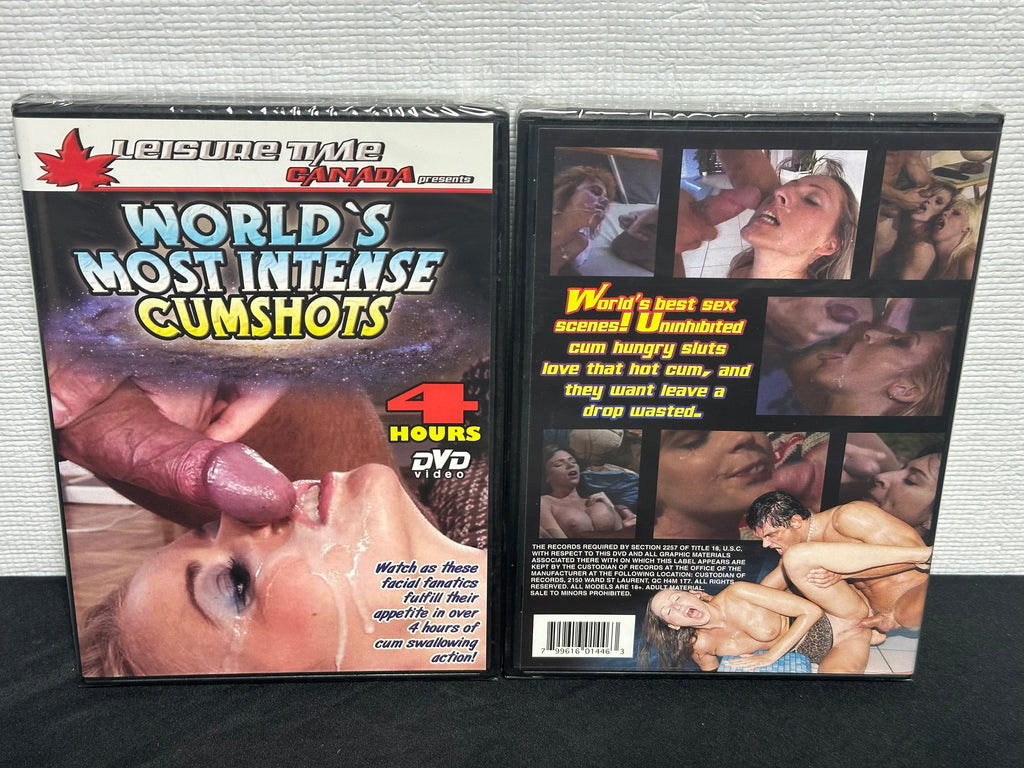 LEISURE TIME
CANADA presents
WORLD`S
MOST INTENSE
CUMSHOTS
4
HOURS
DVD
video
Watch as these
facial fanatics
fulfill their
appetite in over
4 hours of
cum swallowing
action!
World's best sex
scenes! Uninhibited
cum hungry sluts
love that hot cum, and
they want leave a
drop wasted..
THE RECORDS REQUIRED BY SECTION 2257 OF TITLE 18, U.S.C,
WITH RESPECT TO THIS DVD AND ALL GRAPHIC MATERIALS
ASSOCIATED THERE WITH ON WHICH THIS LABEL APPEARS ARE
KEPT BY THE CUSTODIAN OF RECORDS AT THE OFFICE OF THE
MANUFACTURER AT THE FOLLOWING LOCATION: CUSTODIAN OF
RECORDS, 2150 WARD ST LAURENT, QC H4M 1T7. ALL RIGHTS
RESERVED. ALL MODELS ARE 18+. ADULT MATERIAL.
SALE TO MINORS PROHIBITED.
7 99616 01446 3